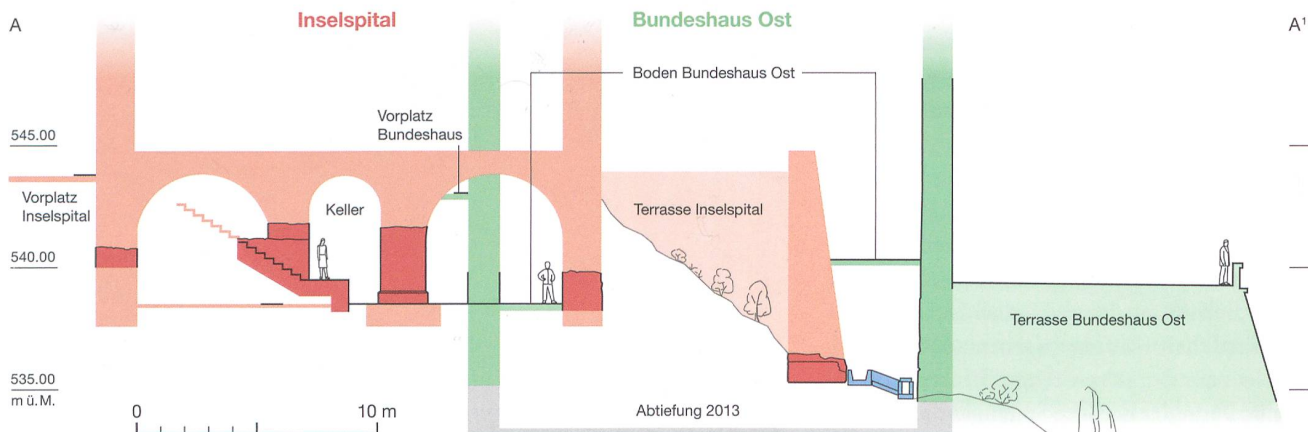 A
Inselspital
Bundeshaus Ost
A¹
Boden Bundeshaus Ost
Vorplatz
Bundeshaus
545.00
Vorplatz
Inselspital
Keller
Terrasse Inselspital
540.00
Terrasse Bundeshaus Ost
535.00
m ü. M.
0
10 m
Abtiefung 2013